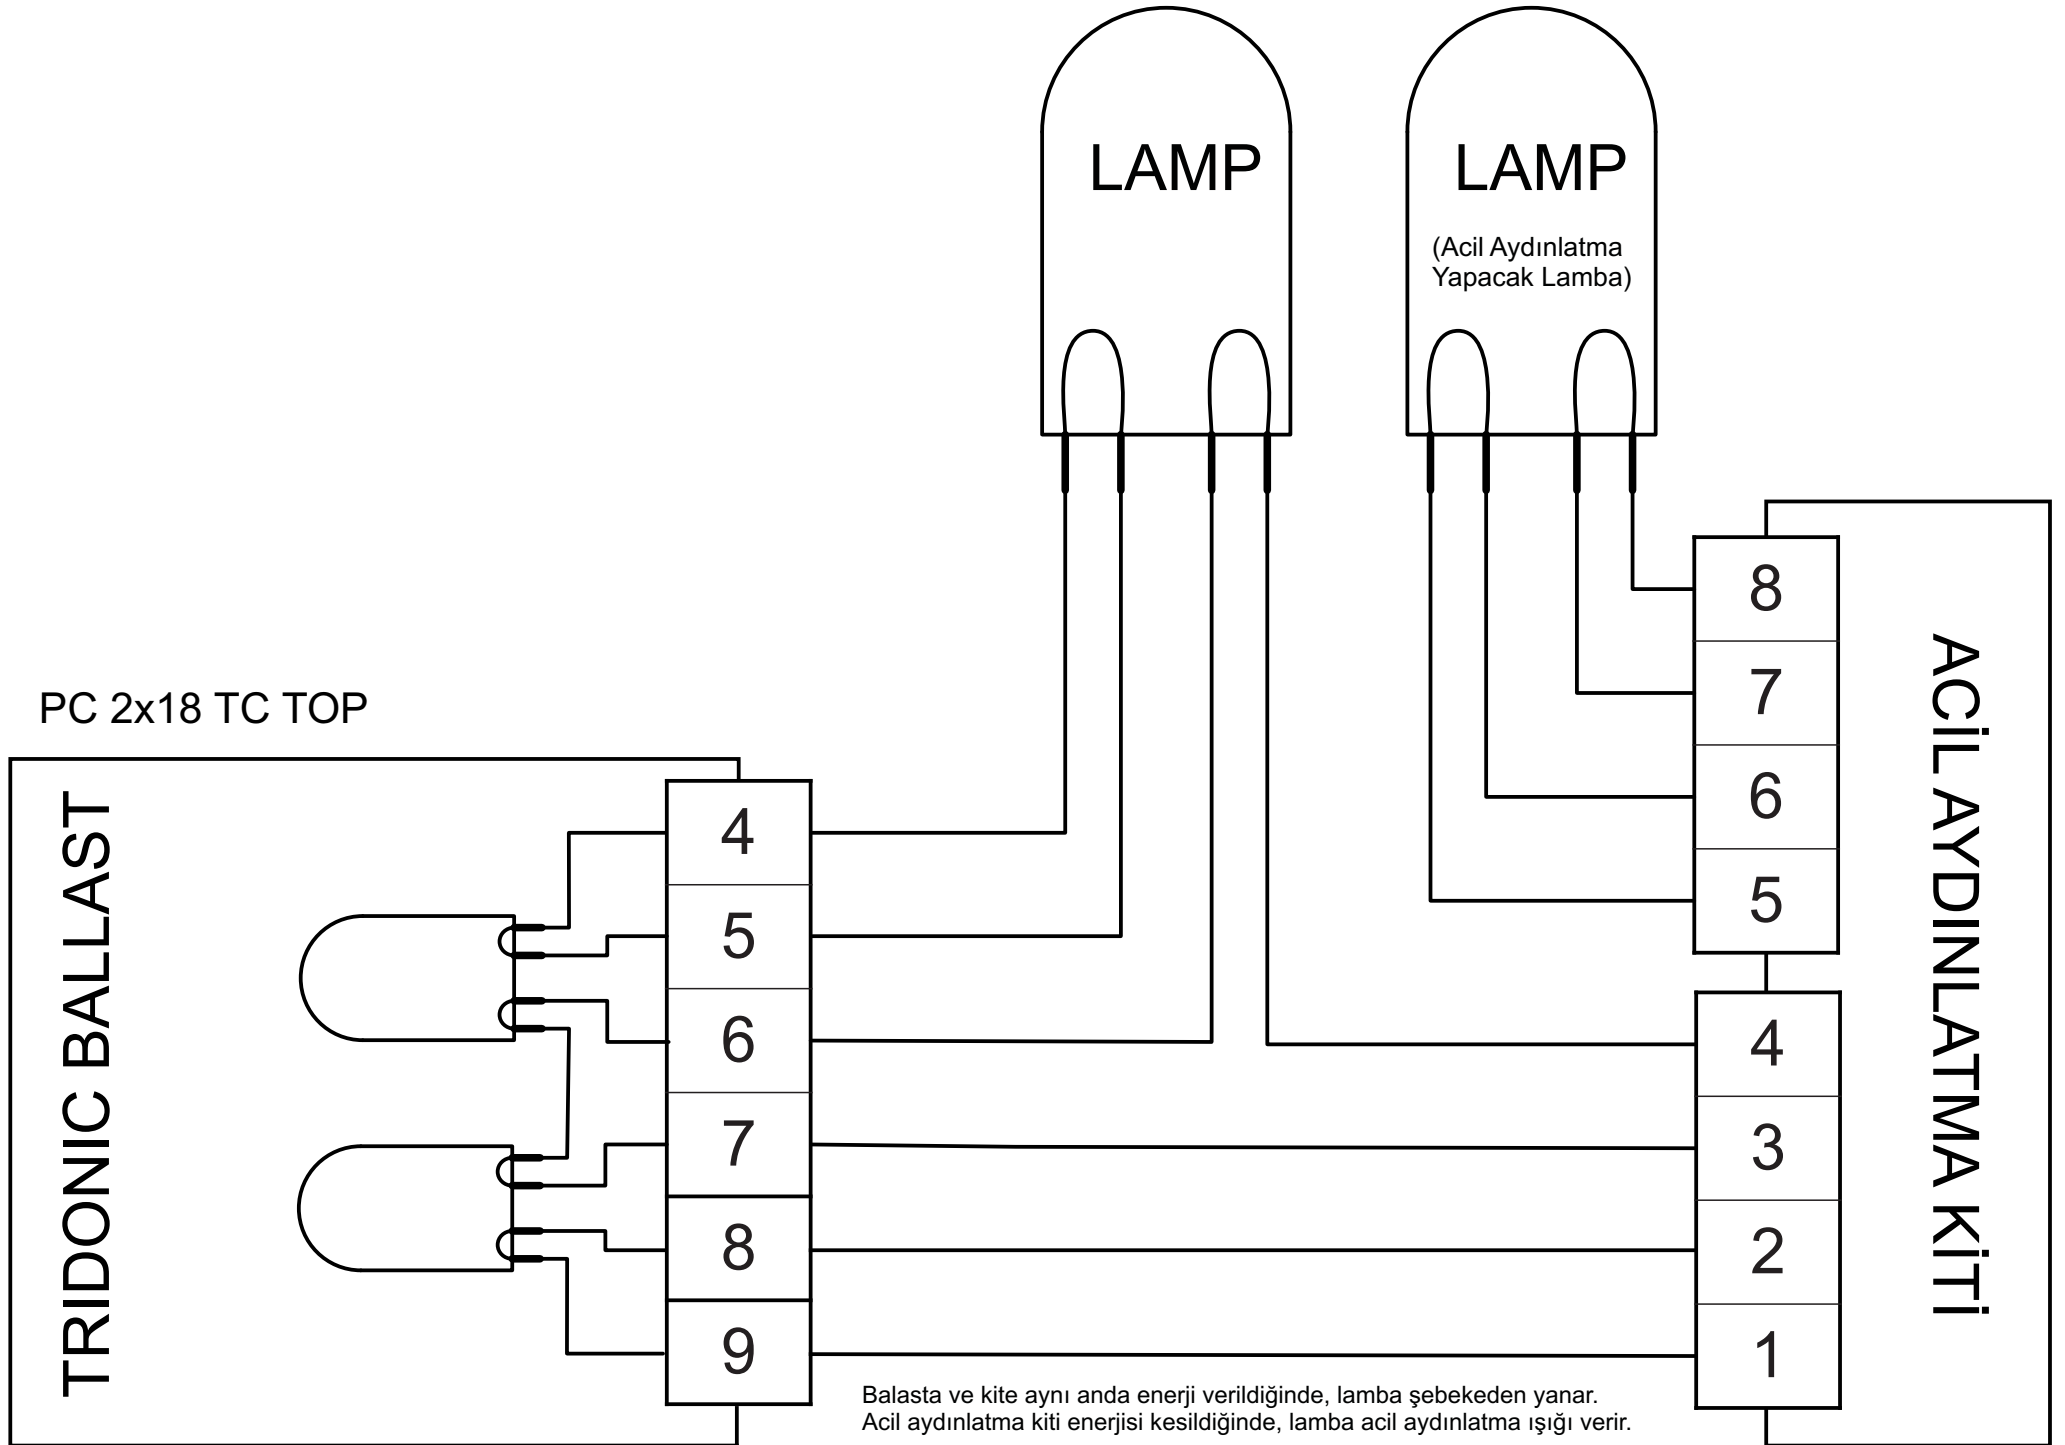 LAMP
LAMP
(Acil Aydınlatma
Yapacak Lamba)
PC 2x18 TC TOP
TRIDONIC BALLAST
4
5
6
7
8
9
8
7
6
5
4
3
2
1
ACİL AYDINLATMA KİTİ
Balasta ve kite aynı anda enerji verildiğinde, lamba şebekeden yanar.
Acil aydınlatma kiti enerjisi kesildiğinde, lamba acil aydınlatma ışığı verir.